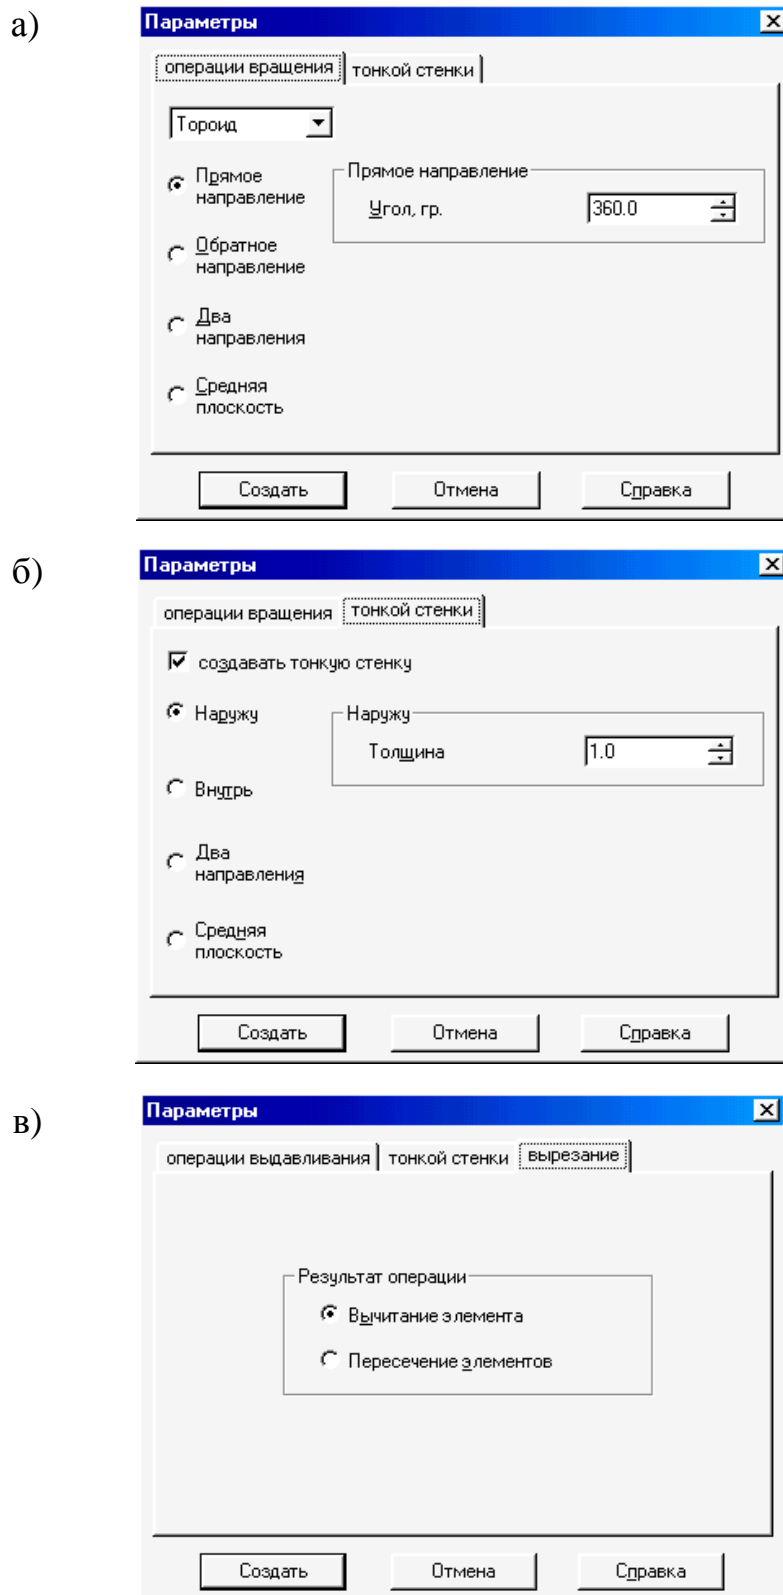 а)
Параметры
операции вращения
тонкой стенки
Тороид
Прямое
направление
Прямое направление
Угол, гр.
360.0
Обратное
направление
Два
направления
Средняя
плоскость
Создать
Отмена
Справка
б)
Параметры
операции вращения
тонкой стенки
создавать тонкую стенку
Наружу
Наружу
Толщина
1.0
Внутрь
Два
направления
Средняя
плоскость
Создать
Отмена
Справка
в)
Параметры
операции выдавливания
тонкой стенки
вырезание
Результат операции
Вычитание элемента
Пересечение элементов
Создать
Отмена
Справка